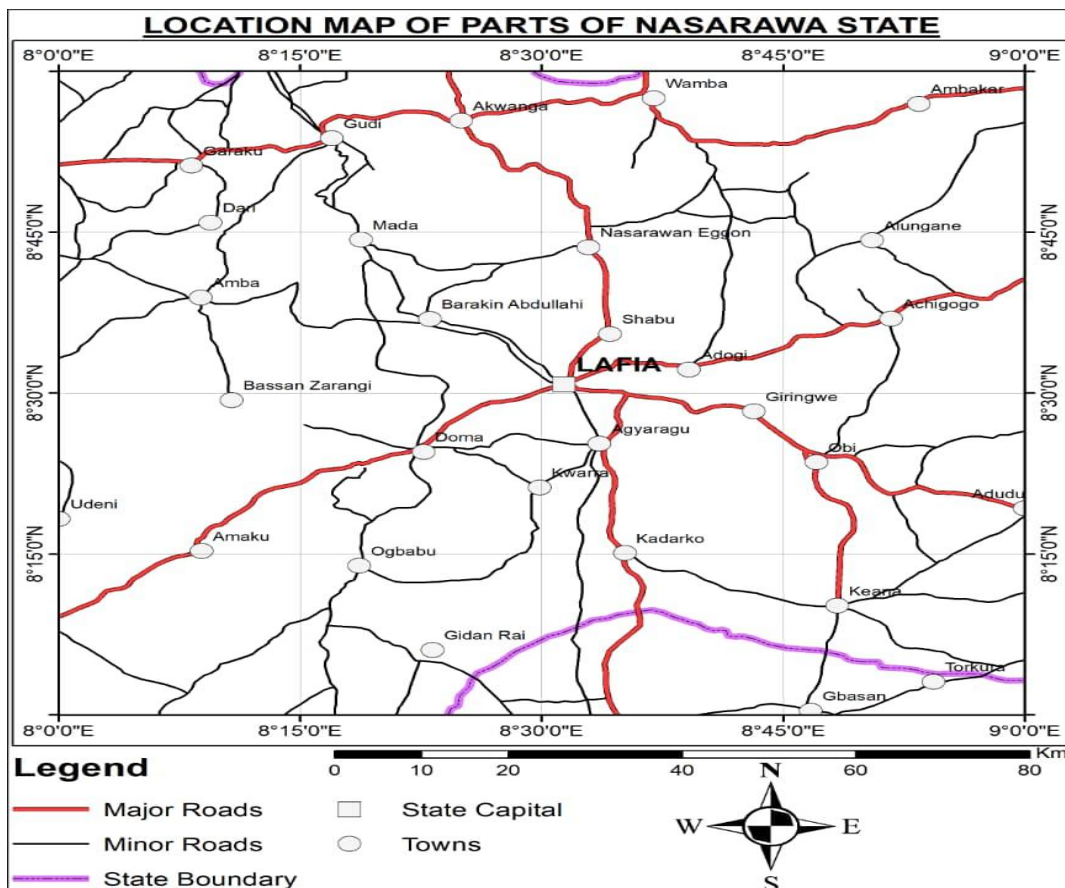 LOCATION MAP OF PARTS OF NASARAWA STATE
8°0'0"E 8°15'0"E 8°30'0"E 8°45'0"E 9°0'0"E
Wamba
Ambakar
Akwanga
Gudi
Garaku
Dari
Mada
Nasarawan Eggon
Alungane
8°45'0"N 8°45'0"N
Amba
Barakin Abdullahi
Achigogo
Shabu
Adogi
LAFIA
8°30'0"N 8°30'0"N
Bassan Zarangi
Giringwe
Doma
Agyaragu
Obi
Kwarra
Udeni
Adudu
Amaku
Ogbabu
Kadarko
8°15'0"N 8°15'0"N
Keana
Gidan Rai
Torkura
Gbasan
8°0'0"E 8°15'0"E 8°30'0"E 8°45'0"E 9°0'0"E
Legend
Km
0 10 20 40 60 80
Major Roads
State Capital
Minor Roads
Towns
State Boundary
N
W E
S